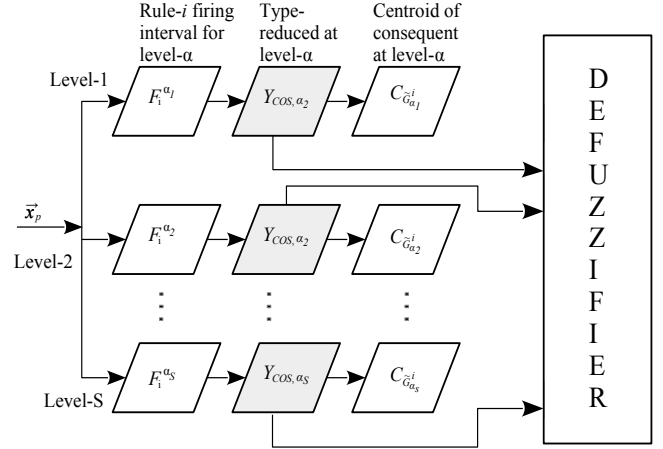 Rule-i firing interval for level-α
Type-reduced at level-α
Centroid of consequent at level-α
Level-1
F_i^{α_1}
Y_{COS, α_2}
C_{G̃^i_{α_1}}
x⃗_p
Level-2
F_i^{α_2}
Y_{COS, α_2}
C_{G̃^i_{α_2}}
Level-S
F_i^{α_S}
Y_{COS, α_S}
C_{G̃^i_{α_s}}
D
E
F
U
Z
Z
I
F
I
E
R